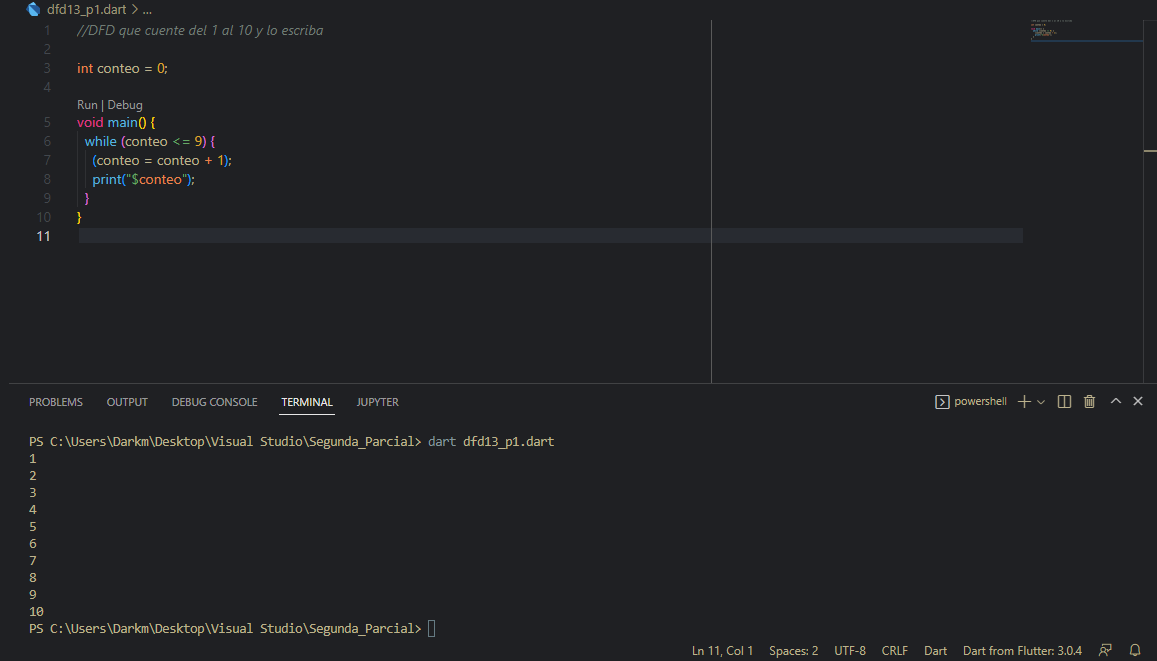 dfd13_p1.dart > ...
1 //DFD que cuente del 1 al 10 y lo escriba
2
3 int conteo = 0;
4
Run | Debug
5 void main() {
6 while (conteo <= 9) {
7 (conteo = conteo + 1);
8 print("$conteo");
9 }
10 }
11
PROBLEMS OUTPUT DEBUG CONSOLE TERMINAL JUPYTER powershell
PS C:\Users\Darkm\Desktop\Visual Studio\Segunda_Parcial> dart dfd13_p1.dart
1
2
3
4
5
6
7
8
9
10
PS C:\Users\Darkm\Desktop\Visual Studio\Segunda_Parcial>
Ln 11, Col 1 Spaces: 2 UTF-8 CRLF Dart Dart from Flutter: 3.0.4